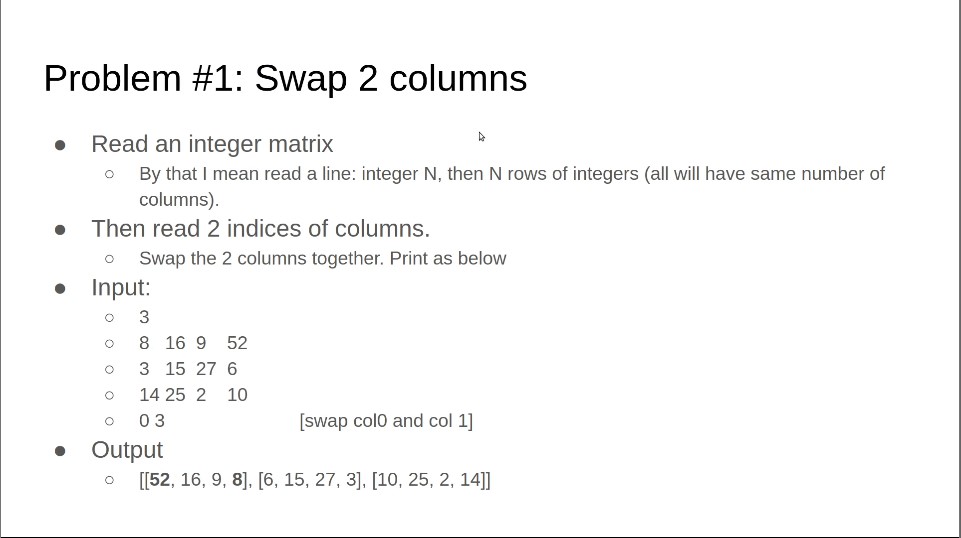 Problem #1: Swap 2 columns
● Read an integer matrix
○ By that I mean read a line: integer N, then N rows of integers (all will have same number of
columns).
● Then read 2 indices of columns.
○ Swap the 2 columns together. Print as below
● Input:
○ 3
○ 8 16 9 52
○ 3 15 27 6
○ 14 25 2 10
○ 0 3 [swap col0 and col 1]
● Output
○ [[52, 16, 9, 8], [6, 15, 27, 3], [10, 25, 2, 14]]